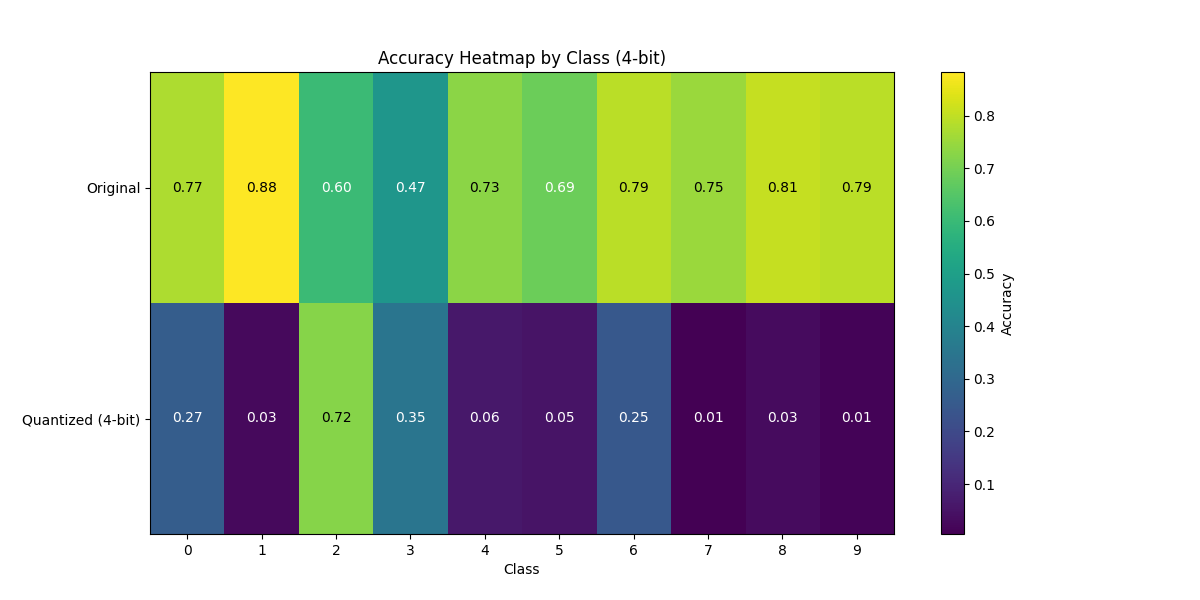 Accuracy Heatmap by Class (4-bit)
Original
0.77 0.88 0.60 0.47 0.73 0.69 0.79 0.75 0.81 0.79
Quantized (4-bit)
0.27 0.03 0.72 0.35 0.06 0.05 0.25 0.01 0.03 0.01
0 1 2 3 4 5 6 7 8 9
Class
0.8
0.7
0.6
0.5
0.4
0.3
0.2
0.1
Accuracy